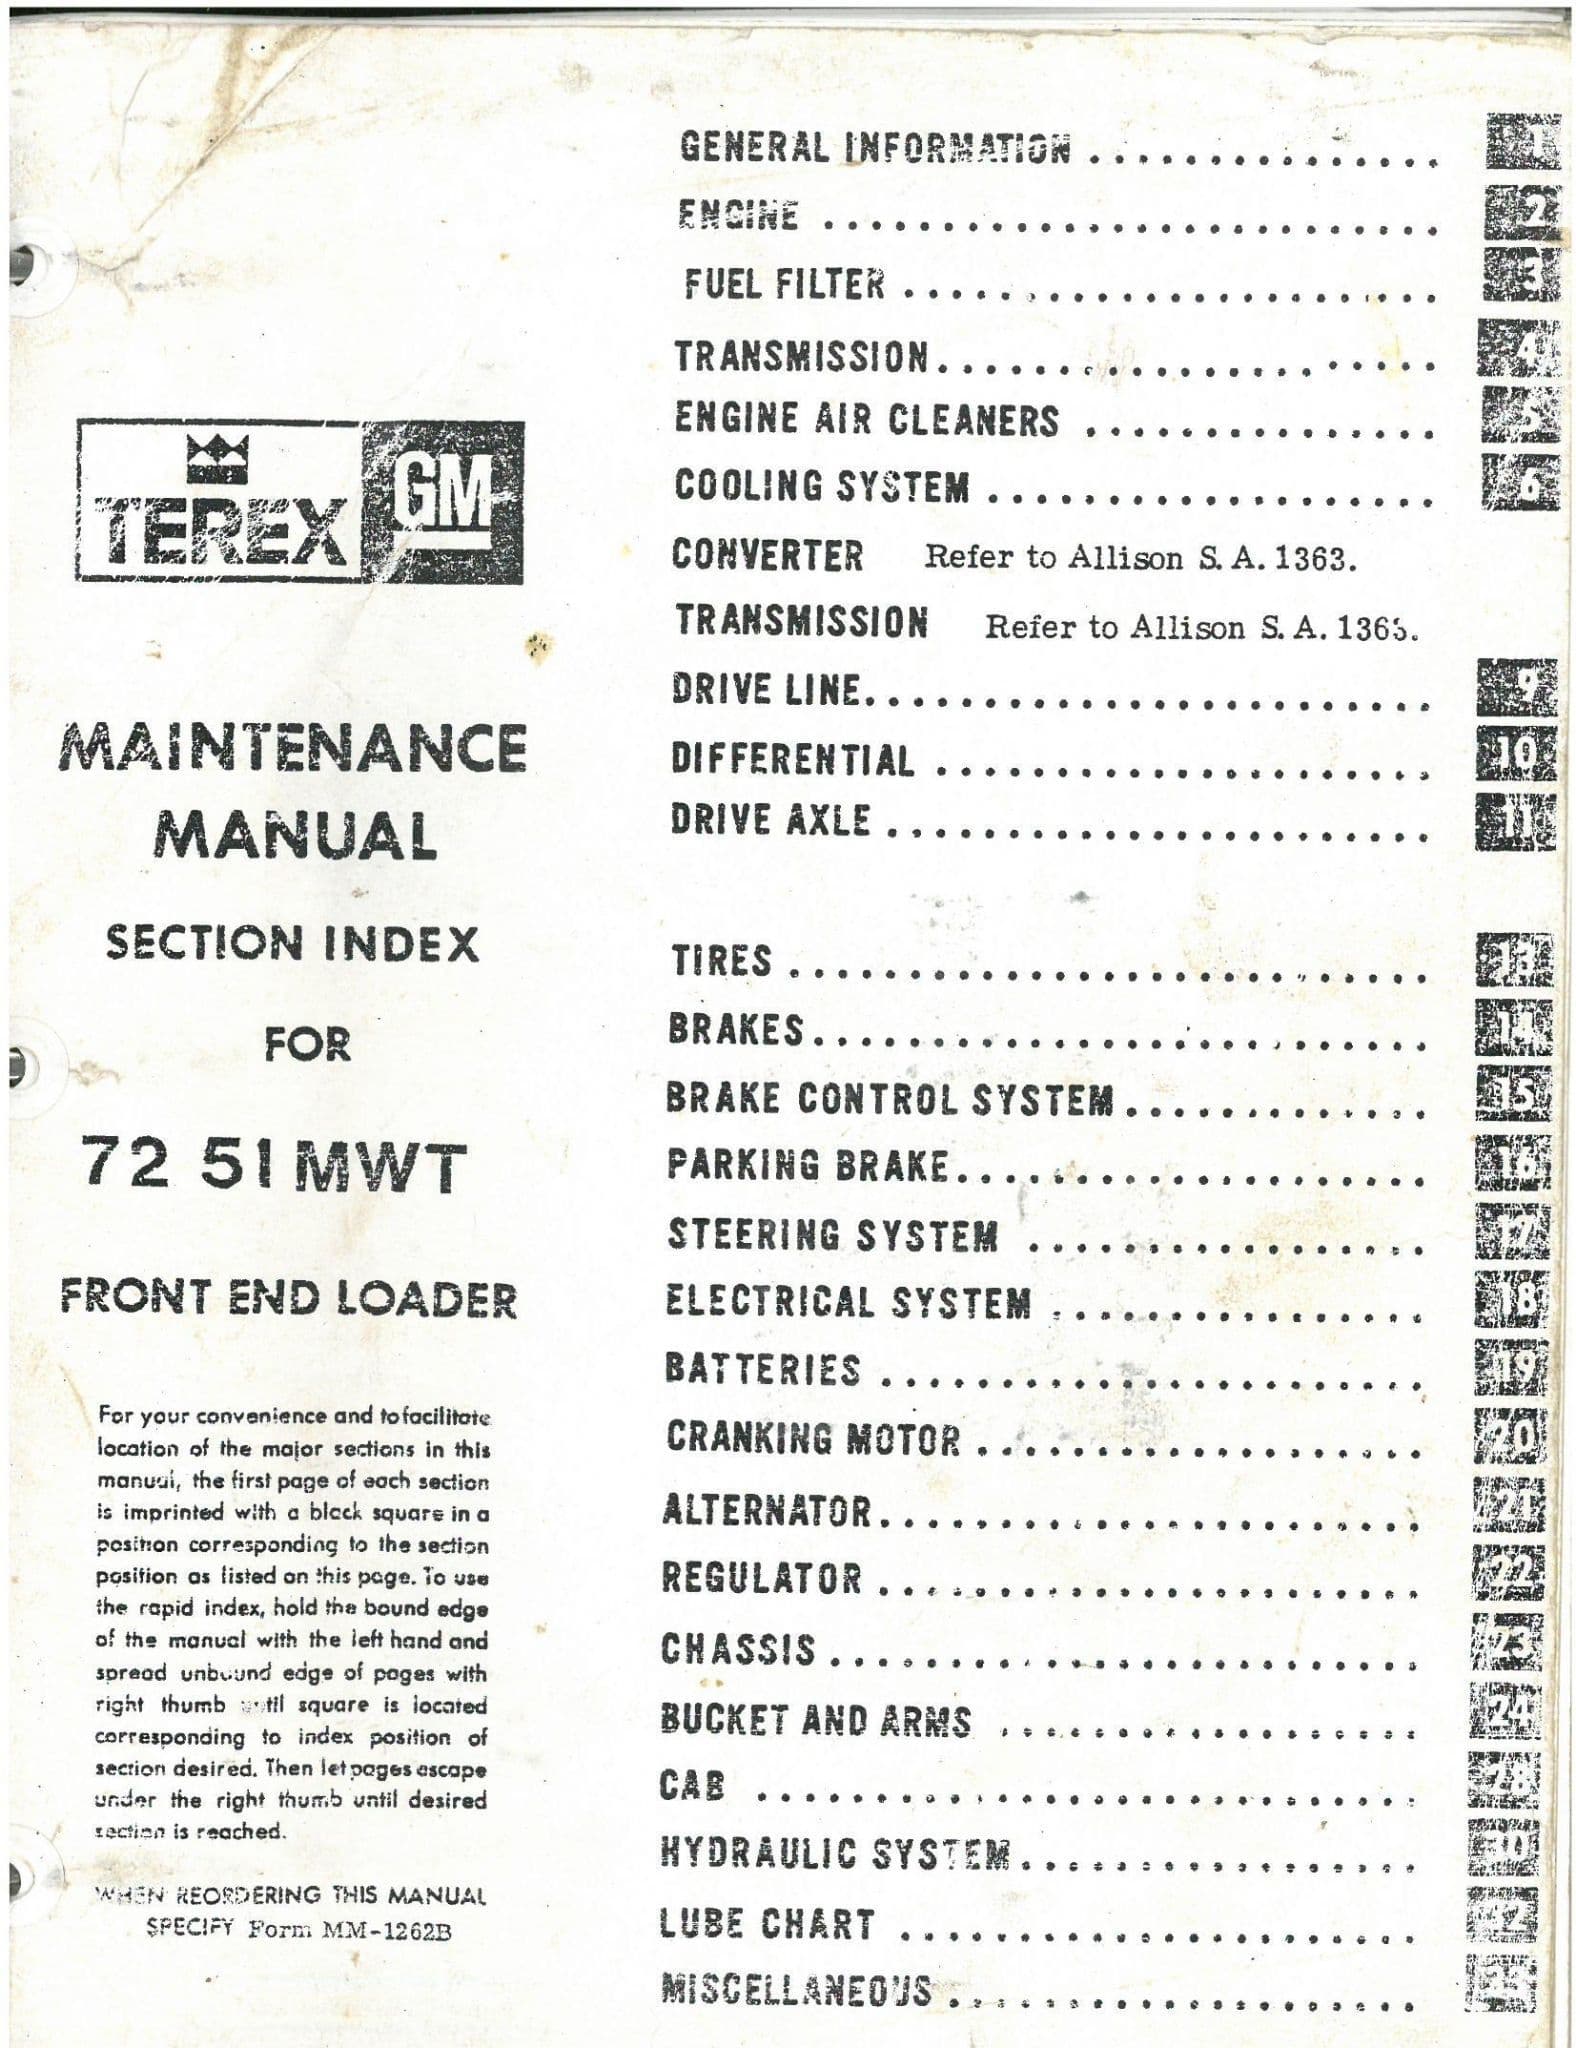 TEREX GM
MAINTENANCE
MANUAL
SECTION INDEX
FOR
72 51 MWT
FRONT END LOADER
For your convenience and to facilitate
location of the major sections in this
manual, the first page of each section
is imprinted with a black square in a
position corresponding to the section
position as listed on this page. To use
the rapid index, hold the bound edge
of the manual with the left hand and
spread unbound edge of pages with
right thumb until square is located
corresponding to index position of
section desired. Then let pages escape
under the right thumb until desired
section is reached.
WHEN REORDERING THIS MANUAL
SPECIFY Form MM-1262B
GENERAL INFORMATION . . . . . . . . . . . . . . . 1
ENGINE . . . . . . . . . . . . . . . . . . . . . . . . . . 2
FUEL FILTER . . . . . . . . . . . . . . . . . . . . . . 3
TRANSMISSION . . . . . . . . . . . . . . . . . . . . . 4
ENGINE AIR CLEANERS . . . . . . . . . . . . . . . 5
COOLING SYSTEM . . . . . . . . . . . . . . . . . . . 6
CONVERTER Refer to Allison S. A. 1363.
TRANSMISSION Refer to Allison S. A.
DRIVE LINE . . . . . . . . . . . . . . . . . . . . . . . . 9
DIFFERENTIAL . . . . . . . . . . . . . . . . . . . . . 10
DRIVE AXLE . . . . . . . . . . . . . . . . . . . . . . . 11
TIRES . . . . . . . . . . . . . . . . . . . . . . . . . . . 13
BRAKES . . . . . . . . . . . . . . . . . . . . . . . . . . 14
BRAKE CONTROL SYSTEM . . . . . . . . . . . . . 15
PARKING BRAKE . . . . . . . . . . . . . . . . . . . . 16
STEERING SYSTEM . . . . . . . . . . . . . . . . . 17
ELECTRICAL SYSTEM . . . . . . . . . . . . . . . . 18
BATTERIES . . . . . . . . . . . . . . . . . . . . . . . 19
CRANKING MOTOR . . . . . . . . . . . . . . . . . . . 20
ALTERNATOR . . . . . . . . . . . . . . . . . . . . . . . 21
REGULATOR . . . . . . . . . . . . . . . . . . . . . . . 22
CHASSIS . . . . . . . . . . . . . . . . . . . . . . . . . 23
BUCKET AND ARMS . . . . . . . . . . . . . . . . . . 24
CAB . . . . . . . . . . . . . . . . . . . . . . . . . . . . 28
HYDRAULIC SYSTEM . . . . . . . . . . . . . . . . . 30
LUBE CHART . . . . . . . . . . . . . . . . . . . . . .
MISCELLANEOUS . . . . . . . . . . . . . . . . . . . .